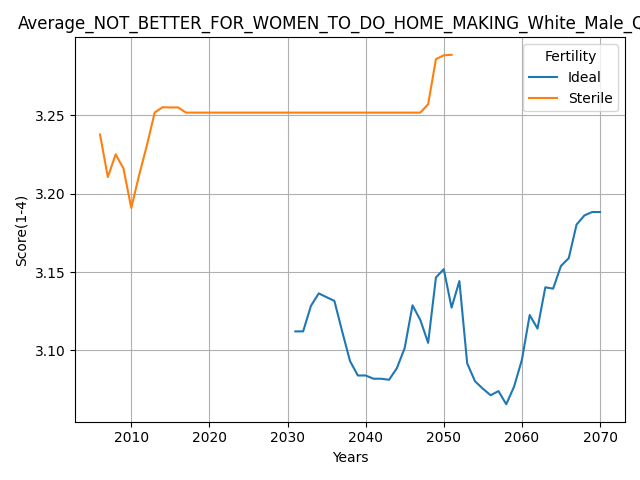 Average_NOT_BETTER_FOR_WOMEN_TO_DO_HOME_MAKING_White_Male_
Fertility
Ideal
Sterile
Score(1-4)
3.25
3.20
3.15
3.10
2010 2020 2030 2040 2050 2060 2070
Years